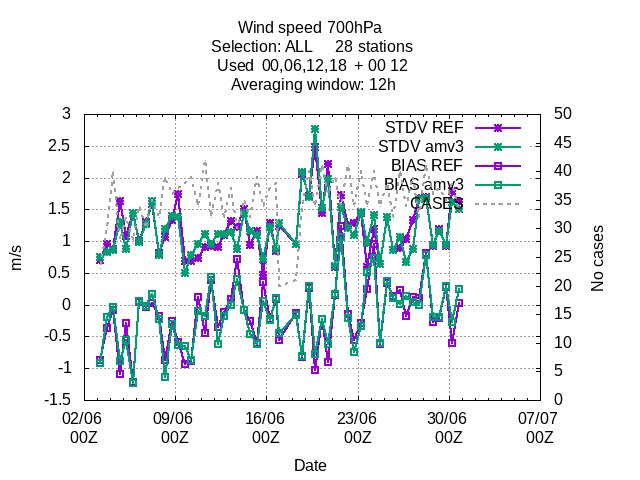 Wind speed 700hPa
Selection: ALL 28 stations
Used 00,06,12,18 + 00 12
Averaging window: 12h
STDV REF
STDV amv3
BIAS REF
BIAS amv3
CASES
3
2.5
2
1.5
1
0.5
0
-0.5
-1
-1.5
m/s
50
45
40
35
30
25
20
15
10
5
0
No cases
02/06 09/06 16/06 23/06 30/06 07/07
00Z 00Z 00Z 00Z 00Z 00Z
Date